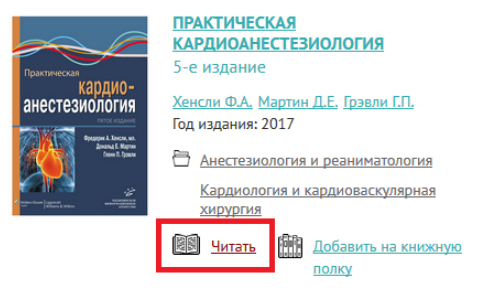 Практическая
кардио-
анестезиология
пятое издание
Фредерик А. Хенсли, мл.
Дональд Е. Мартин
Гленн П. Грэвли
ПРАКТИЧЕСКАЯ
КАРДИОАНЕСТЕЗИОЛОГИЯ
5-е издание
Хенсли Ф.А. Мартин Д.Е. Грэвли Г.П.
Год издания: 2017
Анестезиология и реаниматология
Кардиология и кардиоваскулярная
хирургия
Читать
Добавить на книжную
полку